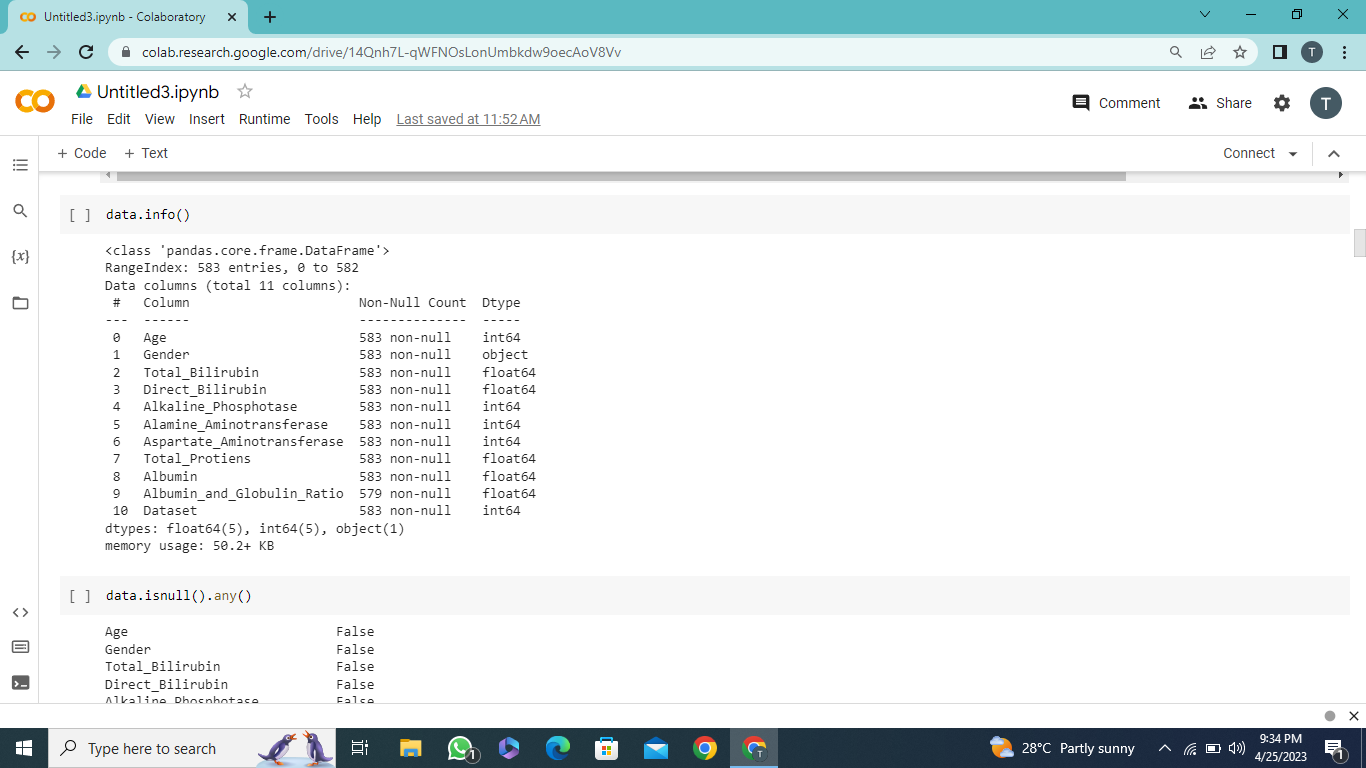 Untitled3.ipynb - Colaboratory
colab.research.google.com/drive/14Qnh7L-qWFNOsLonUmbkdw9oecAoV8Vv
T
Untitled3.ipynb
File Edit View Insert Runtime Tools Help Last saved at 11:52 AM
Comment Share T
+ Code + Text Connect
{x}
[ ] data.info()
<class 'pandas.core.frame.DataFrame'>
RangeIndex: 583 entries, 0 to 582
Data columns (total 11 columns):
 #   Column                      Non-Null Count  Dtype
---  ------                      --------------  -----
 0   Age                         583 non-null    int64
 1   Gender                      583 non-null    object
 2   Total_Bilirubin             583 non-null    float64
 3   Direct_Bilirubin            583 non-null    float64
 4   Alkaline_Phosphotase        583 non-null    int64
 5   Alamine_Aminotransferase    583 non-null    int64
 6   Aspartate_Aminotransferase  583 non-null    int64
 7   Total_Protiens              583 non-null    float64
 8   Albumin                     583 non-null    float64
 9   Albumin_and_Globulin_Ratio  579 non-null    float64
 10  Dataset                     583 non-null    int64
dtypes: float64(5), int64(5), object(1)
memory usage: 50.2+ KB
[ ] data.isnull().any()
Age                           False
Gender                        False
Total_Bilirubin               False
Direct_Bilirubin              False
Alkaline_Phosphotase          False
Type here to search
1
T
28°C Partly sunny
9:34 PM
4/25/2023
1